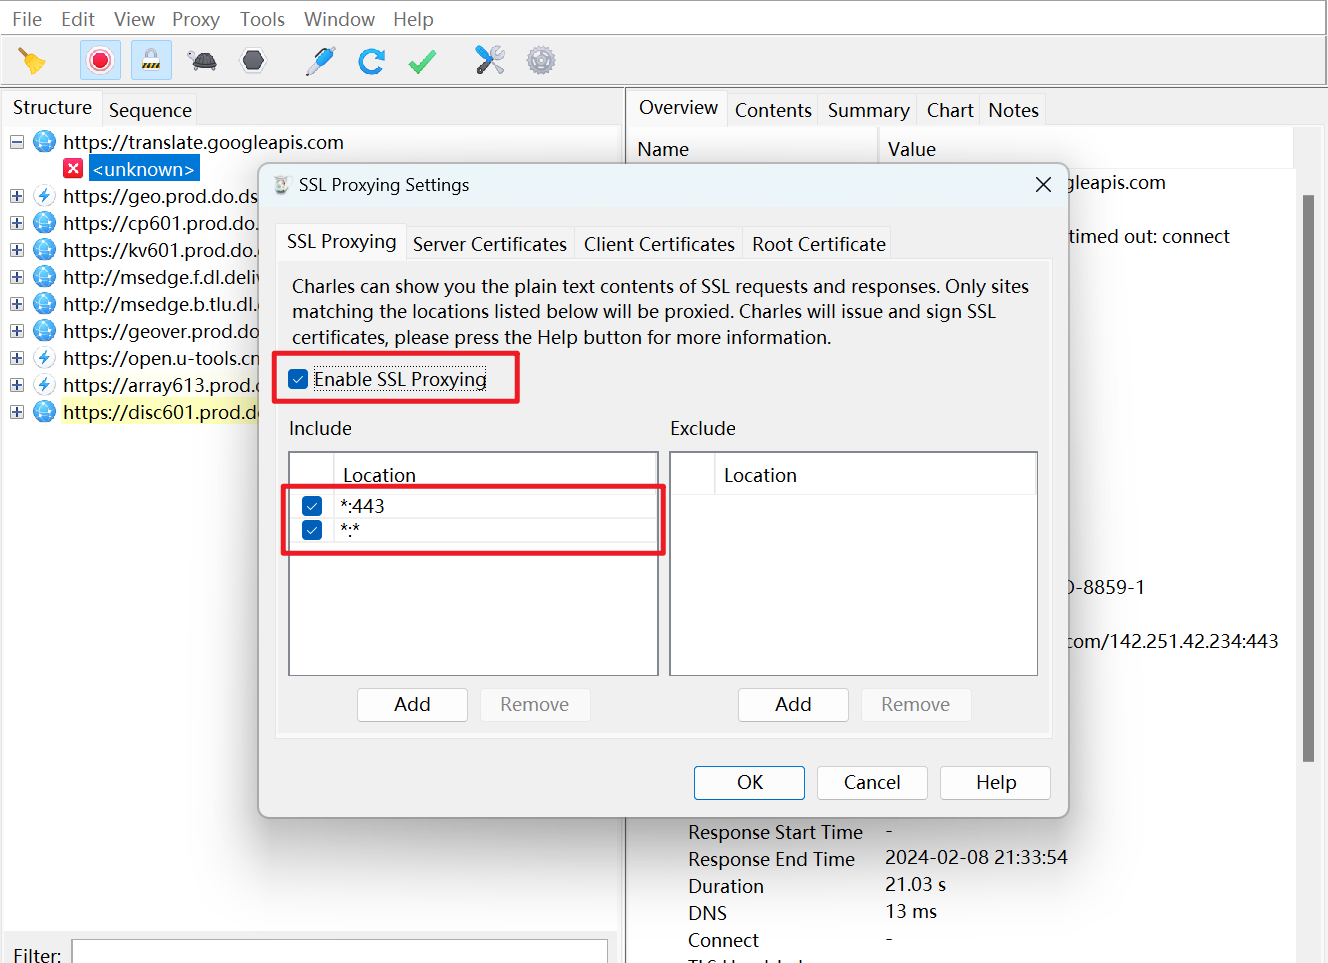 File Edit View Proxy Tools Window Help
Structure Sequence
https://translate.googleapis.com
<unknown>
https://geo.prod.do.ds
https://cp601.prod.do.
https://kv601.prod.do.
http://msedge.f.dl.deliv
http://msedge.b.tlu.dl.
https://geover.prod.do
https://open.u-tools.cn
https://array613.prod.
https://disc601.prod.d
Filter:
Overview Contents Summary Chart Notes
Name Value
gleapis.com
timed out: connect
O-8859-1
com/142.251.42.234:443
Response Start Time -
Response End Time 2024-02-08 21:33:54
Duration 21.03 s
DNS 13 ms
Connect -
SSL Proxying Settings
SSL Proxying Server Certificates Client Certificates Root Certificate
Charles can show you the plain text contents of SSL requests and responses. Only sites
matching the locations listed below will be proxied. Charles will issue and sign SSL
certificates, please press the Help button for more information.
Enable SSL Proxying
Include Exclude
Location Location
*:443
*:*
Add Remove Add Remove
OK Cancel Help